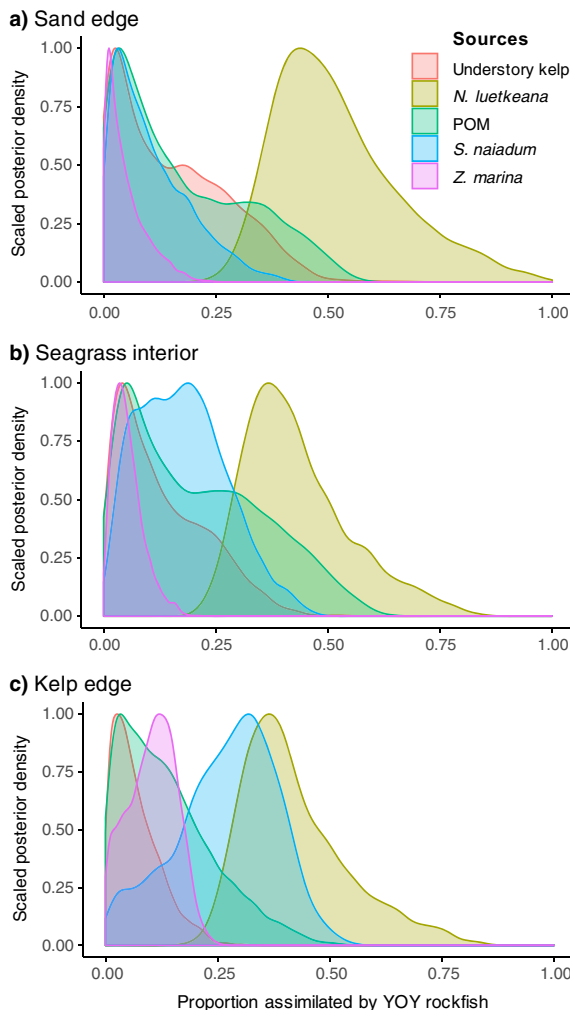 a) Sand edge
Sources
Understory kelp
N. luetkeana
POM
S. naiadum
Z. marina
Scaled posterior density
1.00
0.75
0.50
0.25
0.00
0.00 0.25 0.50 0.75 1.00
b) Seagrass interior
Scaled posterior density
1.00
0.75
0.50
0.25
0.00
0.00 0.25 0.50 0.75 1.00
c) Kelp edge
Scaled posterior density
1.00
0.75
0.50
0.25
0.00
0.00 0.25 0.50 0.75 1.00
Proportion assimilated by YOY rockfish